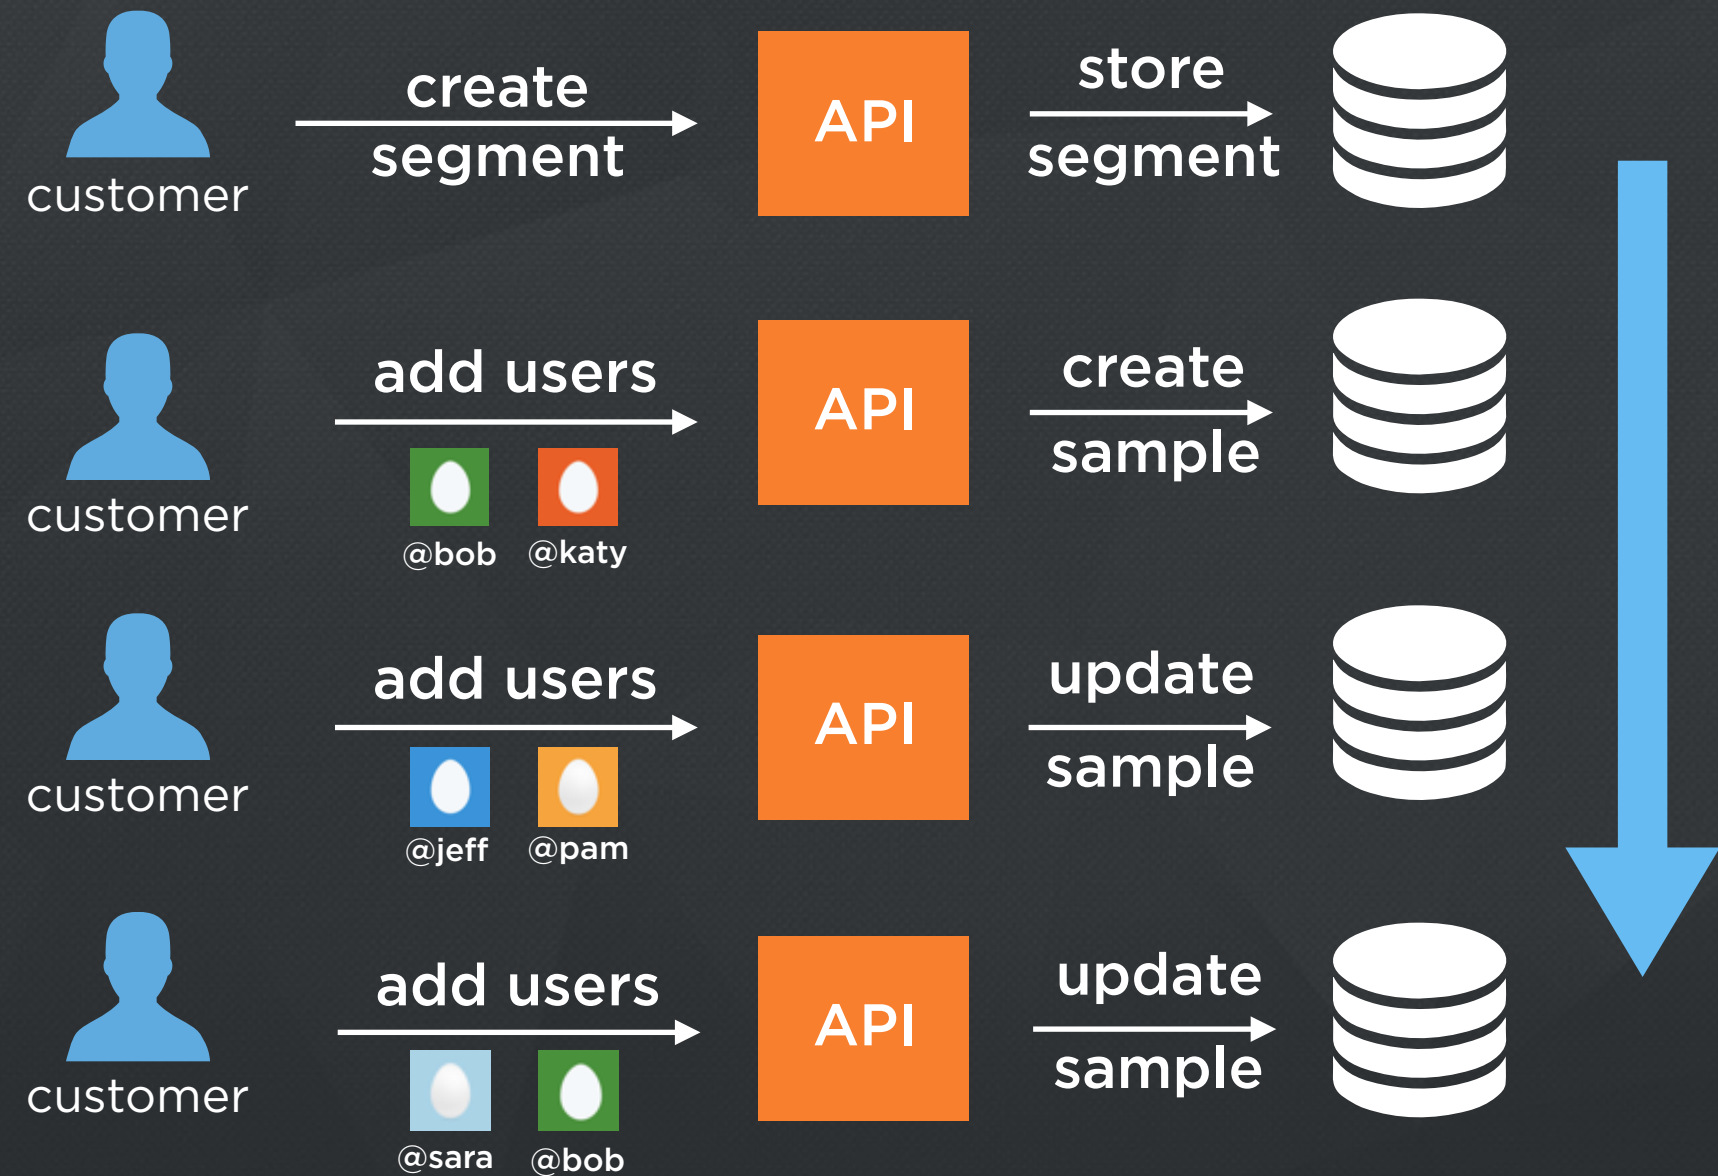 create
segment
API
store
segment
customer
add users
API
create
sample
customer
@bob
@katy
add users
API
update
sample
customer
@jeff
@pam
add users
API
update
sample
customer
@sara
@bob